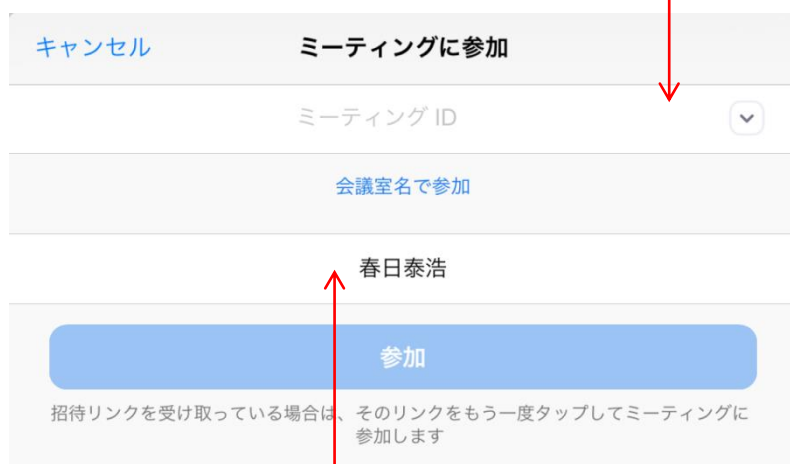 キャンセル ミーティングに参加
ミーティング ID
会議室名で参加
春日泰浩
参加
招待リンクを受け取っている場合は、そのリンクをもう一度タップしてミーティングに
参加します